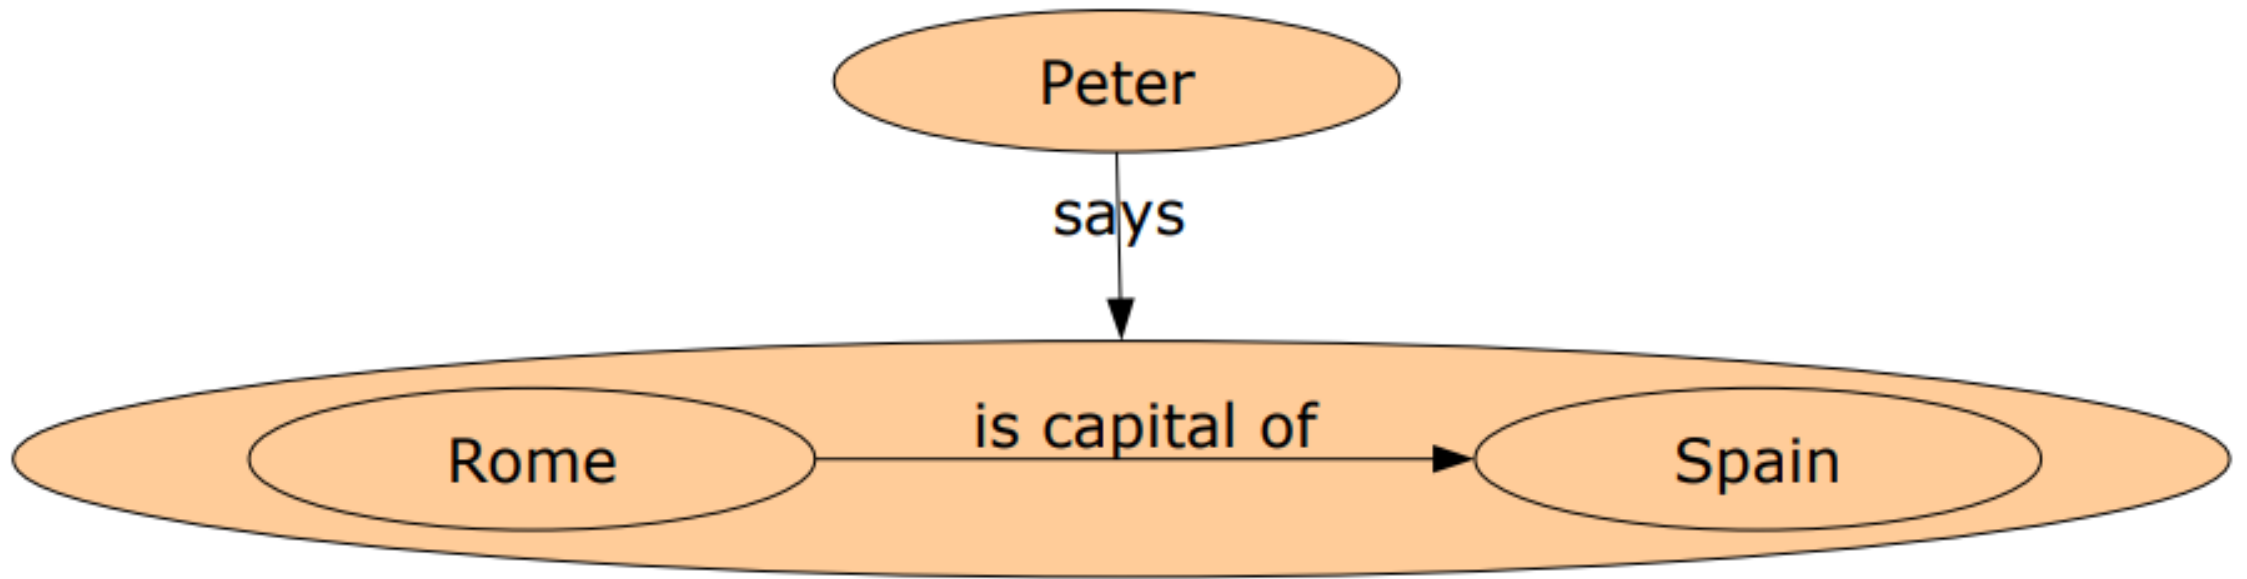 Peter
says
is capital of
Rome
Spain